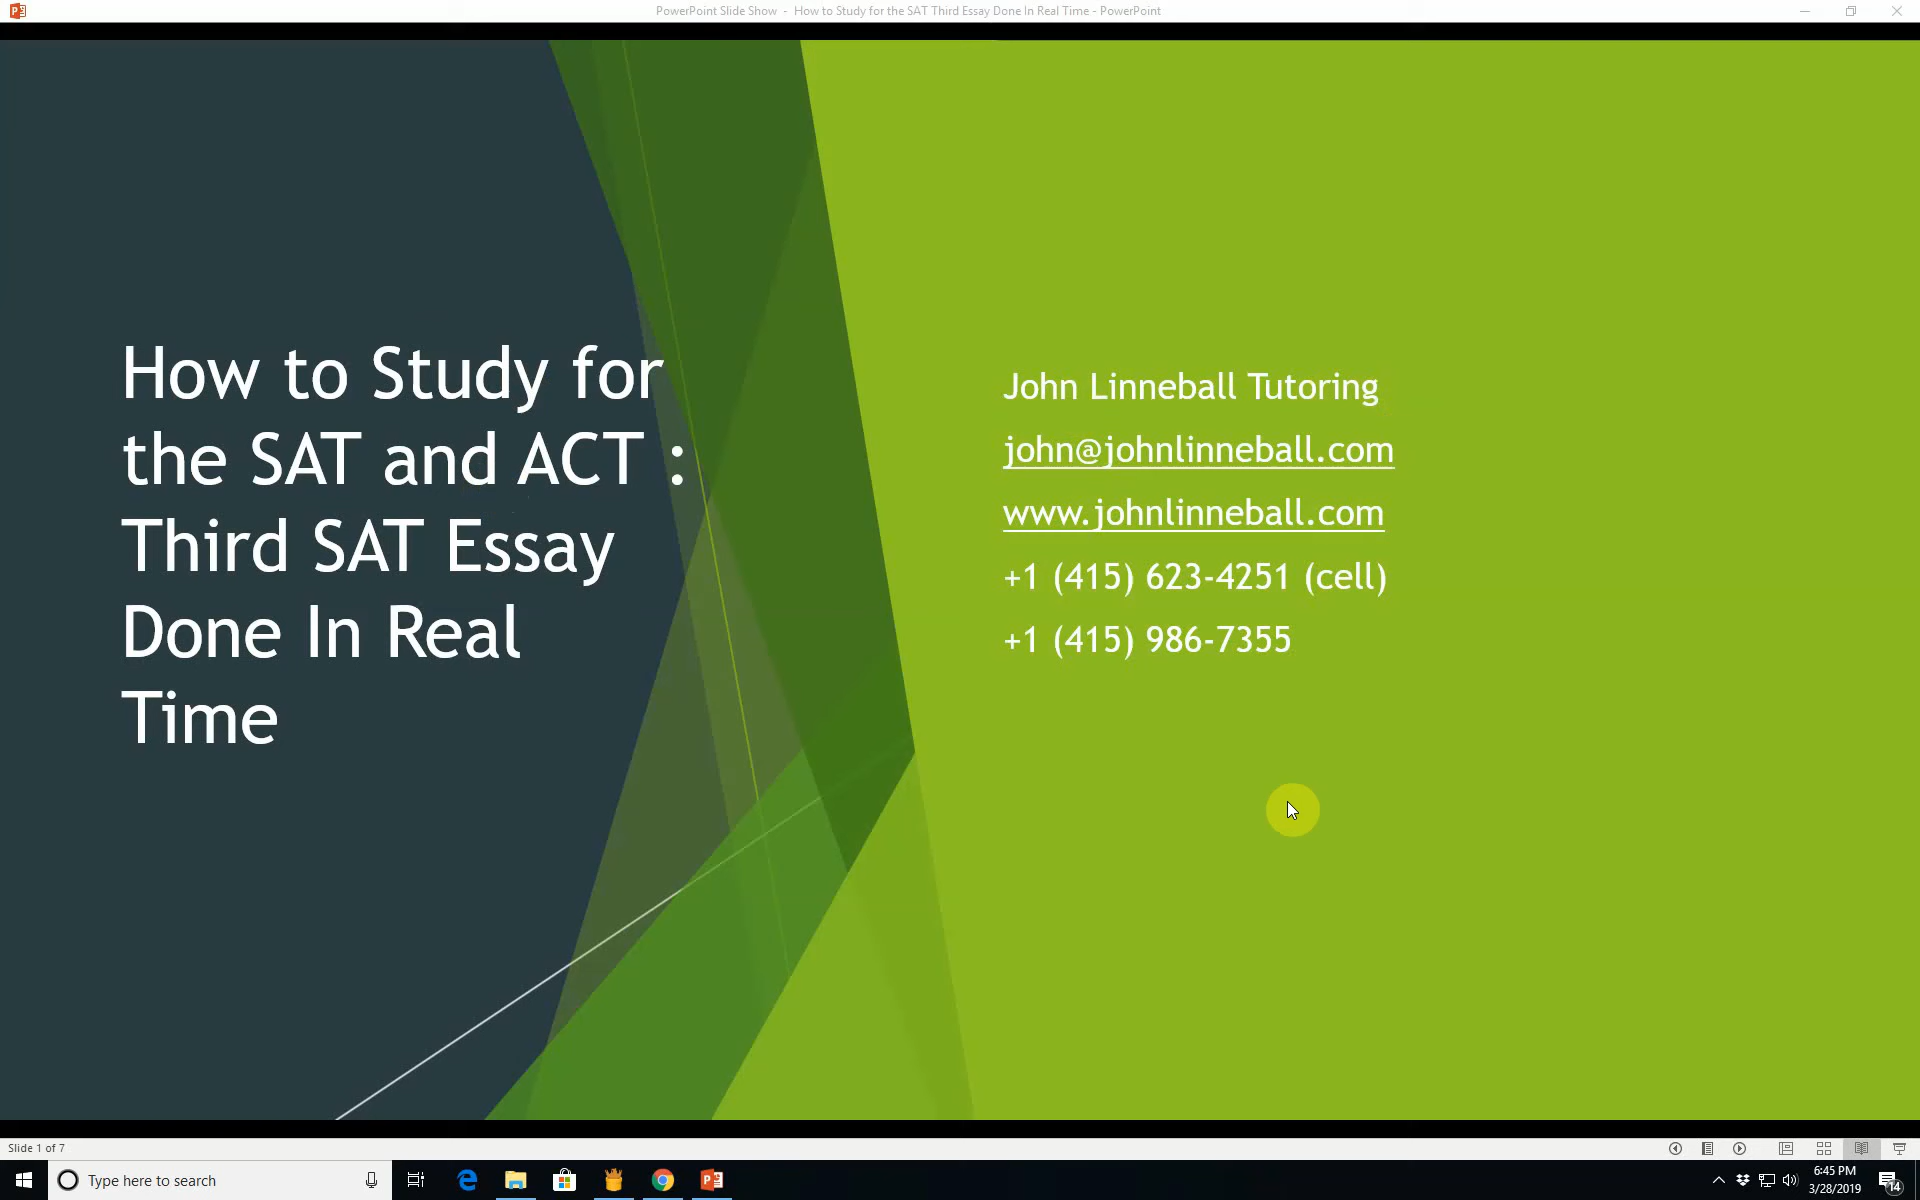 PowerPoint Slide Show - How to Study for the SAT Third Essay Done In Real Time - PowerPoint
How to Study for
the SAT and ACT :
Third SAT Essay
Done In Real
Time
John Linneball Tutoring
john@johnlinneball.com
www.johnlinneball.com
+1 (415) 623-4251 (cell)
+1 (415) 986-7355
Slide 1 of 7
Type here to search
6:45 PM
3/28/2019
14